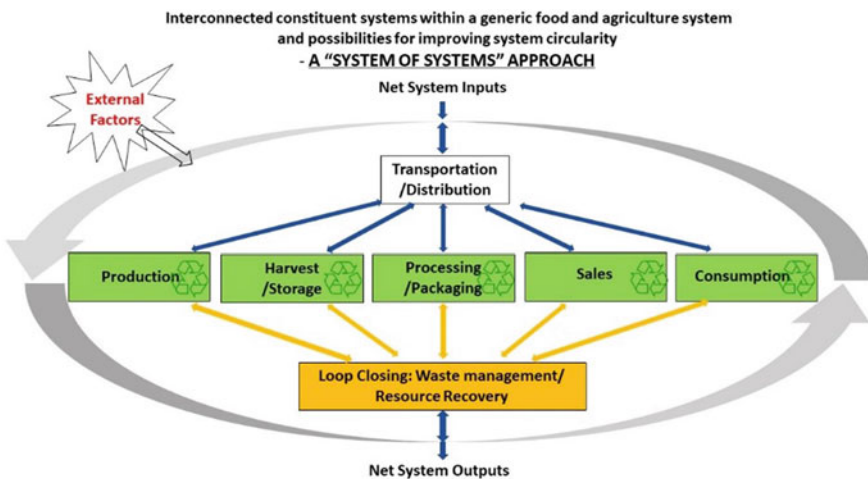 Interconnected constituent systems within a generic food and agriculture system
and possibilities for improving system circularity
- A “SYSTEM OF SYSTEMS” APPROACH
Net System Inputs
External
Factors
Transportation
/Distribution
Production
Harvest
/Storage
Processing
/Packaging
Sales
Consumption
Loop Closing: Waste management/
Resource Recovery
Net System Outputs